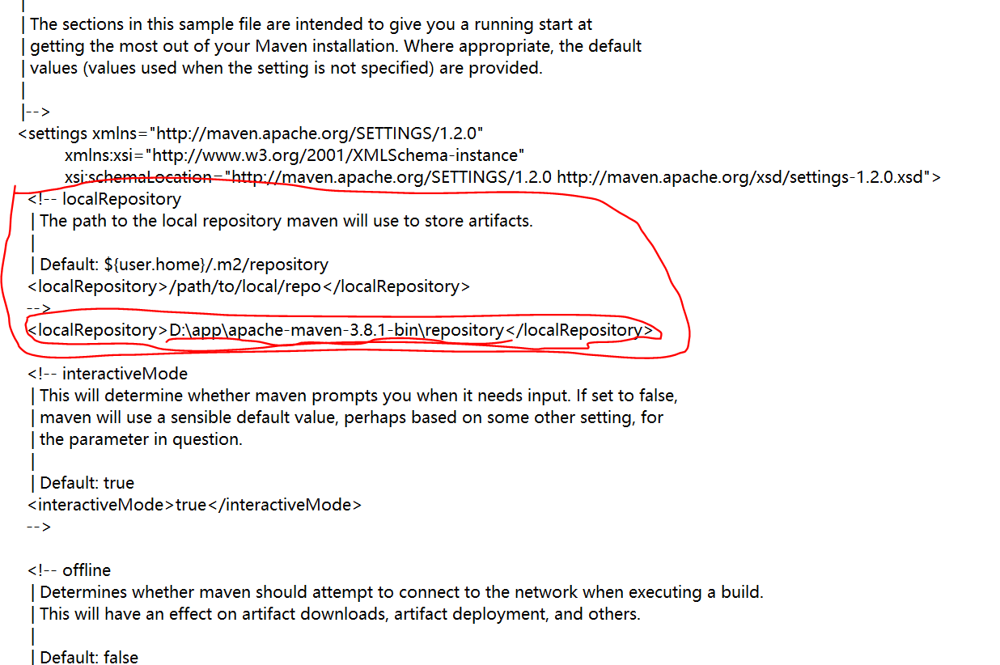 |
| The sections in this sample file are intended to give you a running start at
| getting the most out of your Maven installation. Where appropriate, the default
| values (values used when the setting is not specified) are provided.
|
|-->
<settings xmlns="http://maven.apache.org/SETTINGS/1.2.0"
xmlns:xsi="http://www.w3.org/2001/XMLSchema-instance"
xsi:schemaLocation="http://maven.apache.org/SETTINGS/1.2.0 http://maven.apache.org/xsd/settings-1.2.0.xsd">
<!-- localRepository
| The path to the local repository maven will use to store artifacts.
|
| Default: ${user.home}/.m2/repository
<localRepository>/path/to/local/repo</localRepository>
-->
<localRepository>D:\app\apache-maven-3.8.1-bin\repository</localRepository>
<!-- interactiveMode
| This will determine whether maven prompts you when it needs input. If set to false,
| maven will use a sensible default value, perhaps based on some other setting, for
| the parameter in question.
|
| Default: true
<interactiveMode>true</interactiveMode>
-->
<!-- offline
| Determines whether maven should attempt to connect to the network when executing a build.
| This will have an effect on artifact downloads, artifact deployment, and others.
|
| Default: false